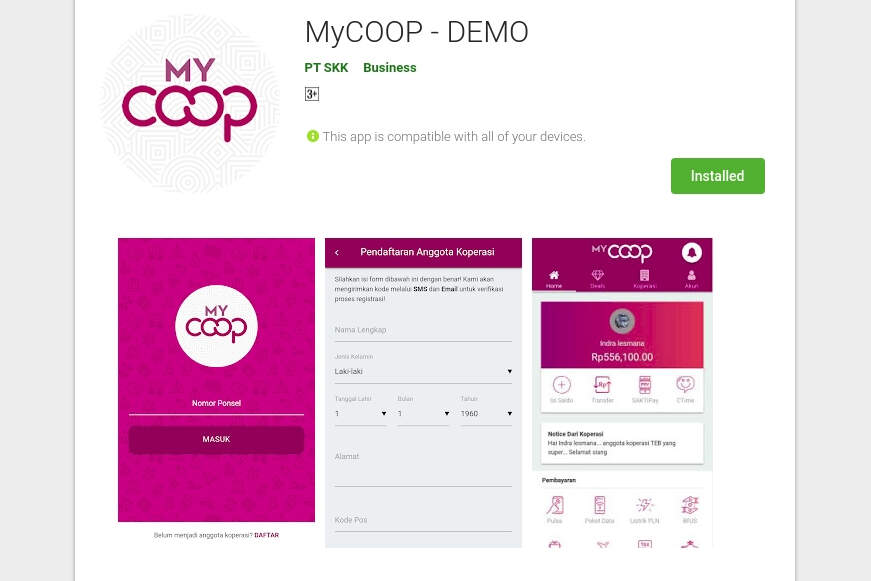 MY
COOP
MyCOOP - DEMO
PT SKK Business
3+
This app is compatible with all of your devices.
Installed
MY
COOP
Nomor Ponsel
MASUK
Belum menjadi anggota koperasi? DAFTAR
Pendaftaran Anggota Koperasi
Silahkan isi form dibawah ini dengan benar! Kami akan
mengirimkan kode melalui SMS dan Email untuk verifikasi
proses registrasi!
Nama Lengkap
Jenis Kelamin
Laki-laki
Tanggal Lahir Bulan Tahun
1 1 1960
Alamat
Kode Pos
MY COOP
Home Deals Koperasi Akun
Indra lesmana
Rp556,100.00
Isi Saldo Transfer SAKTIPay CTime
Notice Dari Koperasi
Hai Indra lesmana... anggota koperasi TEB yang
super... Selamat siang
Pembayaran
Pulsa Paket Data Listrik PLN BPJS